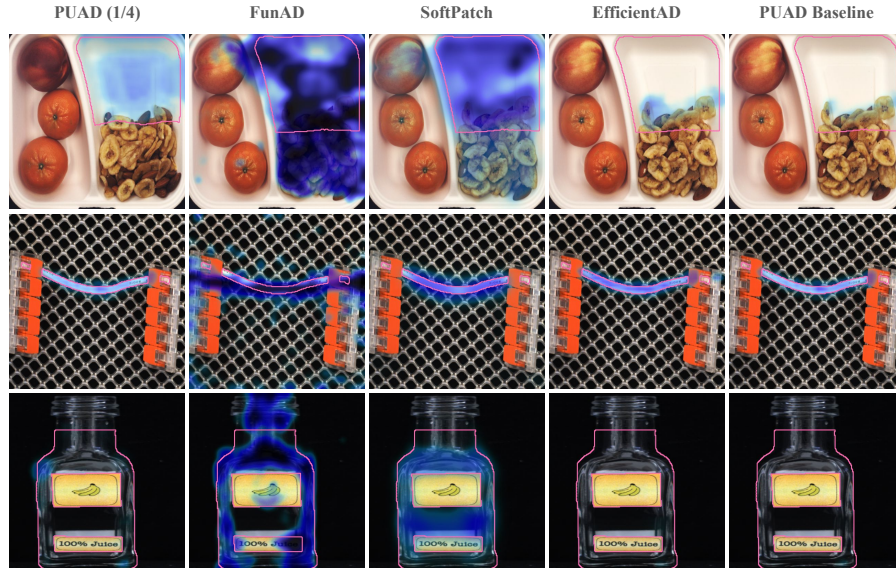 PUAD (1/4) FunAD SoftPatch EfficientAD PUAD Baseline
100% Juice 100% Juice 100% Juice 100% Juice 100% Juice